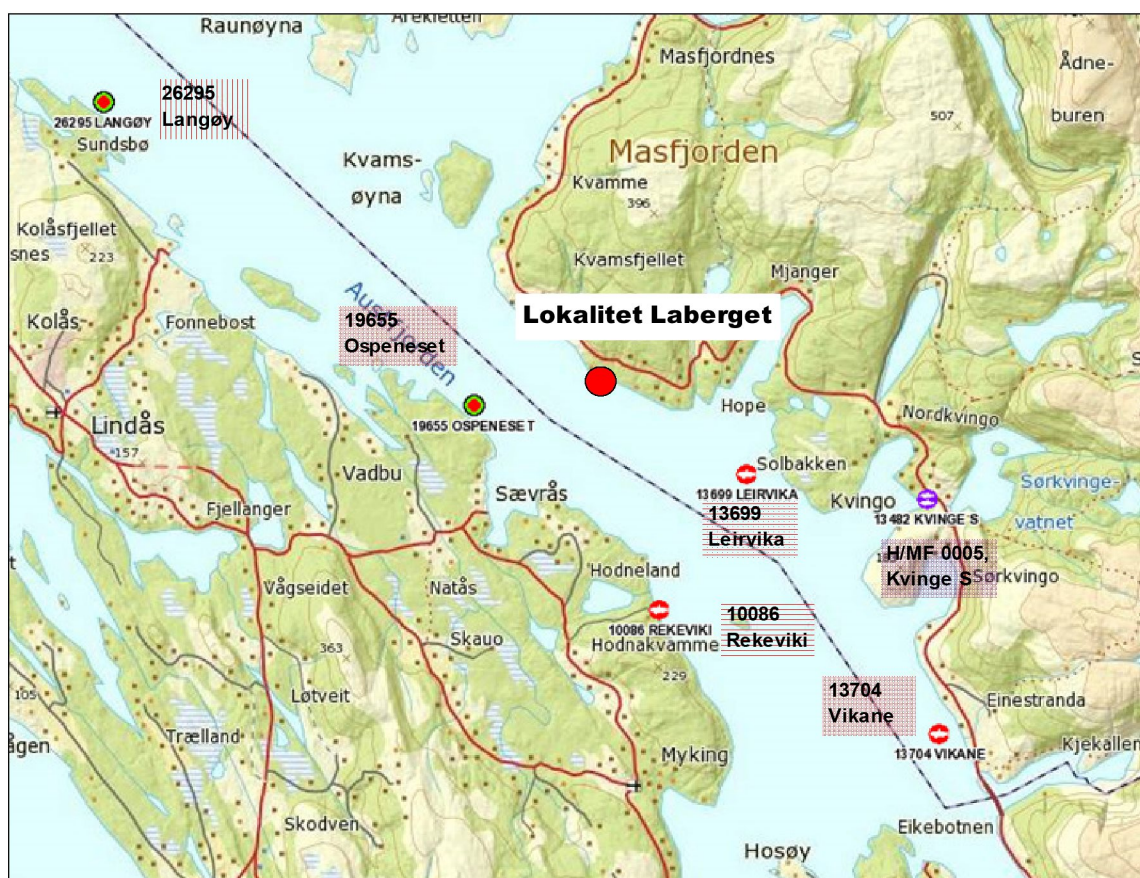 Raunøyna
Arekletten
Masfjordnes
Ådne-
buren
26295
Langøy
26295 LANGØY
Sundsbø
507
Masfjorden
Kvams-
øyna
Kvamme
396
Kolåsfjellet
snes
223
Kvamsfjellet
Mjanger
Austfjorden
Lokalitet Laberget
19655
Ospeneset
Kolås
Fonnebost
19655 OSPENESET
Hope
Nordkvingo
Lindås
157
Vadbu
Solbakken
Sævrås
13699 LEIRVIKA
Kvingo
Sørkvinge-
vatnet
13482 KVINGE S
Fjellanger
13699
Leirvika
H/MF 0005,
Kvinge S
Sørkvingo
Hodneland
Vågseidet
Natås
10086 REKEVIKI
10086
Rekeviki
Skauo
Hodnakvamme
363
229
105
Løtveit
13704
Vikane
Einestranda
Trælland
ågen
Myking
13704 VIKANE
Kjekallen
Skodven
Eikebotnen
Hosøy